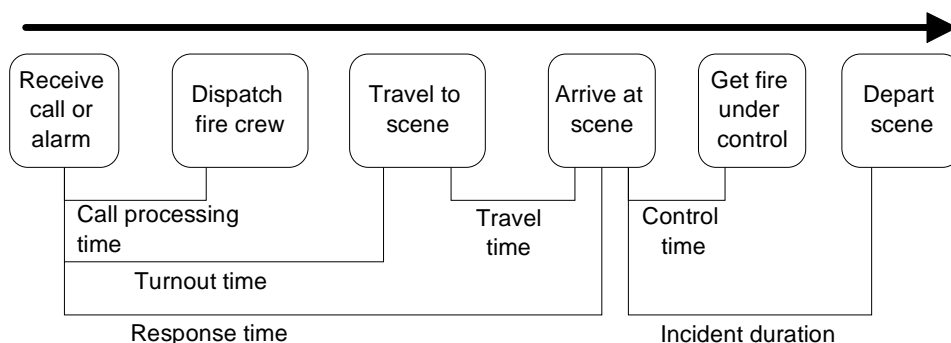 Receive
call or
alarm
Dispatch
fire crew
Travel to
scene
Arrive at
scene
Get fire
under
control
Depart
scene
Call processing
time
Travel
time
Control
time
Turnout time
Response time
Incident duration